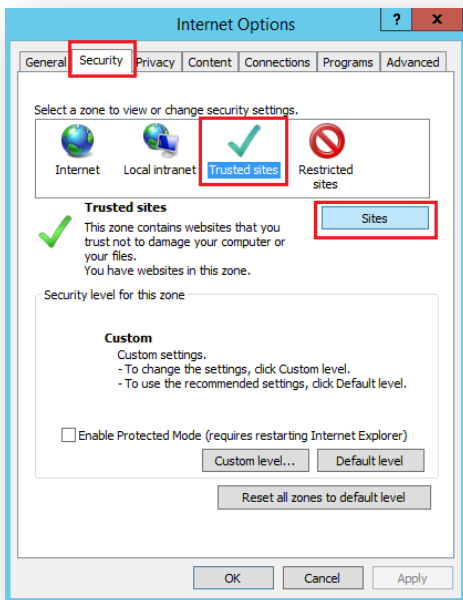 Internet Options
? x
General Security Privacy Content Connections Programs Advanced
Select a zone to view or change security settings.
Internet Local intranet Trusted sites Restricted
sites
Trusted sites
Sites
This zone contains websites that you
trust not to damage your computer or
your files.
You have websites in this zone.
Security level for this zone
Custom
Custom settings.
- To change the settings, click Custom level.
- To use the recommended settings, click Default level.
Enable Protected Mode (requires restarting Internet Explorer)
Custom level... Default level
Reset all zones to default level
OK Cancel Apply